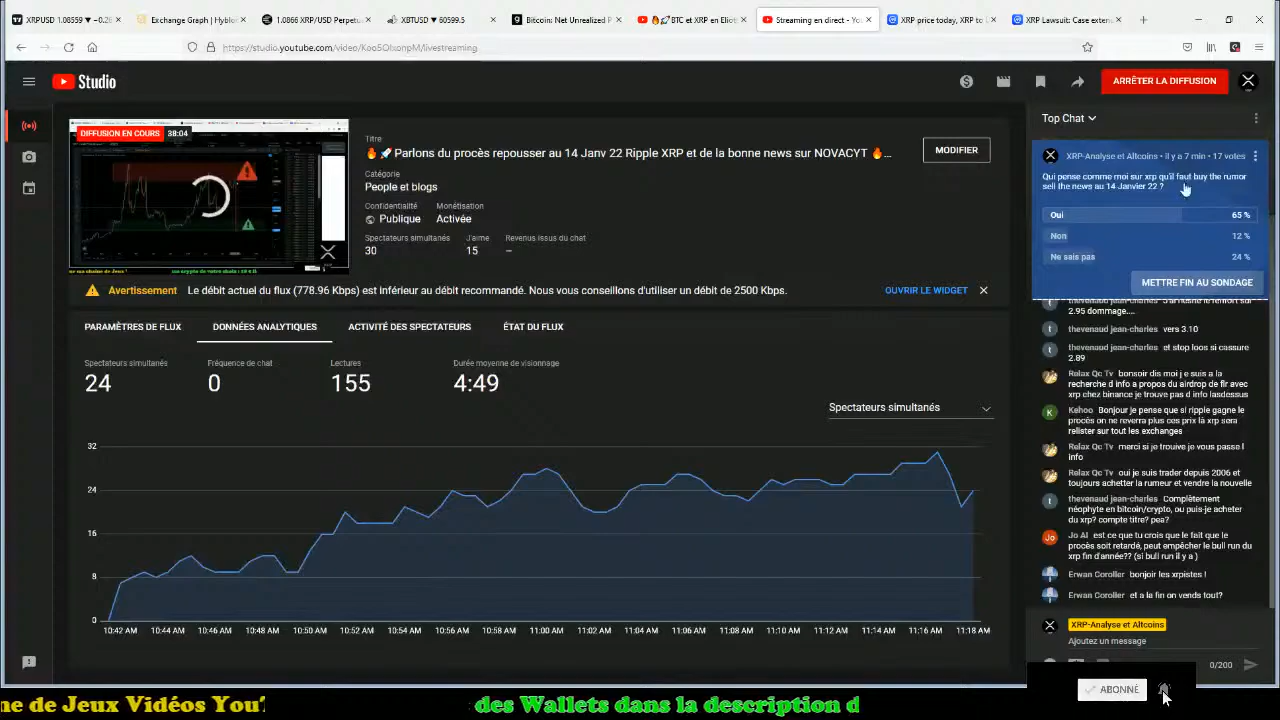 XRP 1.08559 ▼ −0.2
Exchange Graph | Hyblo
1.0866 XRP/USD Perpetu
XBTUSD ▼ 60599.5
Bitcoin: Net Unrealized P
🔥🚀BTC et XRP en Eliot
Streaming en direct - You
XRP price today, XRP to
XRP Lawsuit: Case exten
https://studio.youtube.com/video/
Studio
ARRÊTER LA DIFFUSION
DIFFUSION EN COURS 38:04
Titre
🔥🚀 Parlons du procès repousser au 14 Janv 22 Ripple XRP et de la bonne news sur NOVACYT 🔥...
MODIFIER
Catégorie
People et blogs
Confidentialité Monétisation
Publique Activée
Spectateurs simultanés J'aime Revenus issus du chat
30 15 –
Avertissement Le débit actuel du flux (778.96 Kbps) est inférieur au débit recommandé. Nous vous conseillons d'utiliser un débit de 2500 Kbps.
OUVRIR LE WIDGET
PARAMÈTRES DE FLUX DONNÉES ANALYTIQUES ACTIVITÉ DES SPECTATEURS ÉTAT DU FLUX
Spectateurs simultanés Fréquence de chat Lectures Durée moyenne de visionnage
24 0 155 4:49
Spectateurs simultanés
32
24
16
8
0
10:42 AM 10:44 AM 10:46 AM 10:48 AM 10:50 AM 10:52 AM 10:54 AM 10:56 AM 10:58 AM 11:00 AM 11:02 AM 11:04 AM 11:06 AM 11:08 AM 11:10 AM 11:12 AM 11:14 AM 11:16 AM 11:18 AM
Top Chat
XRP-Analyse et Altcoins • il y a 7 min • 17 votes
Qui pense comme moi sur xrp qu'il faut buy the rumor
sell the news au 14 Janvier 22 ?
Oui 65 %
Non 12 %
Ne sais pas 24 %
METTRE FIN AU SONDAGE
2.95 dommage....
thevenaud jean-charles vers 3.10
thevenaud jean-charles et stop loos si cassure
2.89
Relax Qc Tv bonsoir dis moi je suis a la
recherche d info a propos du airdrop de flr avec
xrp chez binance je trouve pas d info lasdessus
Kehoo Bonjour je pense que si ripple gagne le
procès on ne reverra plus ces prix là xrp sera
relister sur tout les exchanges
Relax Qc Tv merci si je trouve je vous passe l
info
Relax Qc Tv oui je suis trader depuis 2006 et
toujours achetter la rumeur et vendre la nouvelle
thevenaud jean-charles Complètement
néophyte en bitcoin/crypto, ou puis-je acheter
du xrp? compte titre? pea?
Jo Al est ce que tu crois que le fait que le
procès soit retardé, peut empêcher le bull run du
xrp fin d'année?? (si bull run il y a )
Erwan Coroller bonjour les xrpistes !
Erwan Coroller et a la fin on vends tout?
XRP-Analyse et Altcoins
Ajoutez un message
0/200
ABONNÉ
ne de Jeux Vidéos You
des Wallets dans la description d